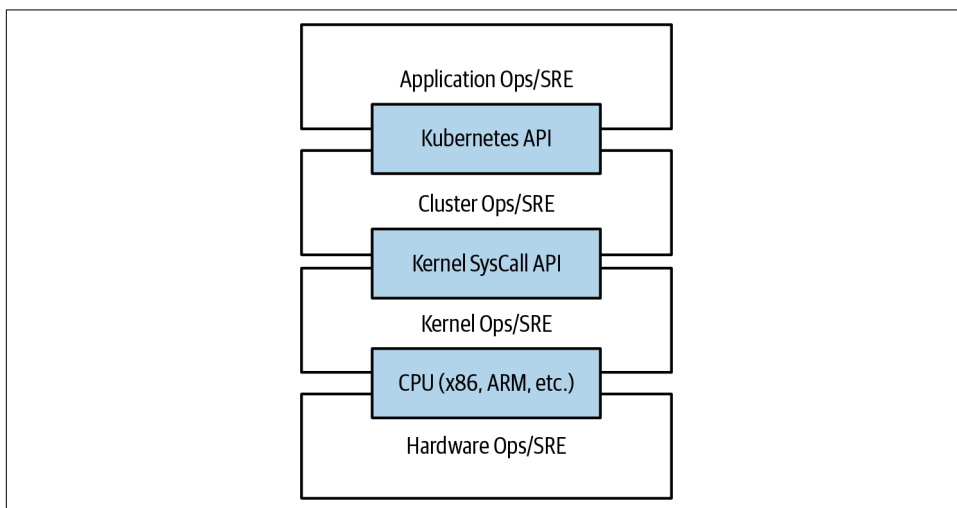 Application Ops/SRE
Kubernetes API
Cluster Ops/SRE
Kernel SysCall API
Kernel Ops/SRE
CPU (x86, ARM, etc.)
Hardware Ops/SRE